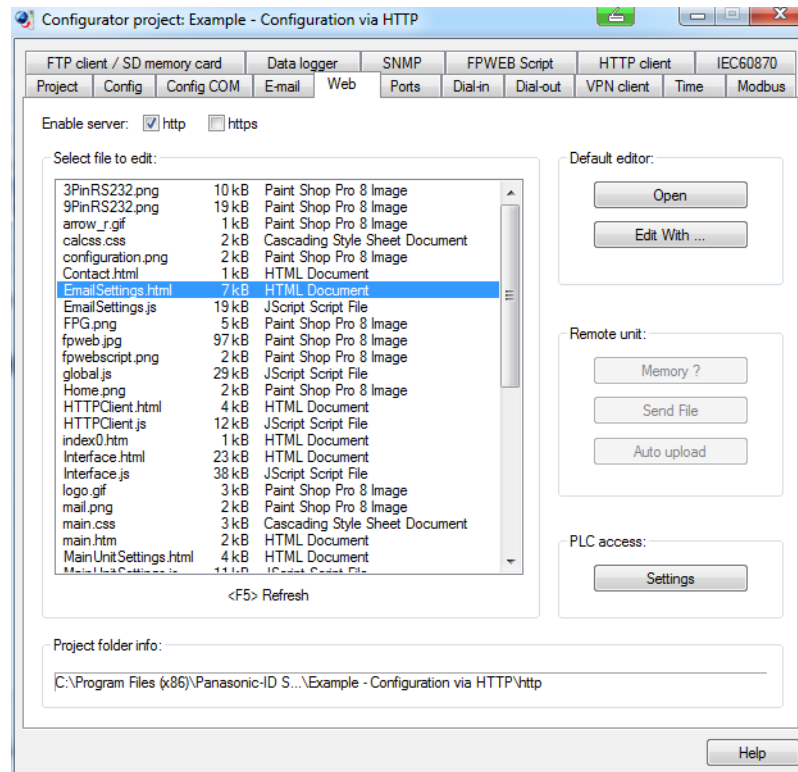 Configurator project: Example - Configuration via HTTP
FTP client / SD memory card Data logger SNMP FPWEB Script HTTP client IEC60870
Project Config Config COM E-mail Web Ports Dial-in Dial-out VPN client Time Modbus
Enable server: http https
Select file to edit:
3PinRS232.png 10 kB Paint Shop Pro 8 Image
9PinRS232.png 19 kB Paint Shop Pro 8 Image
arrow_r.gif 1 kB Paint Shop Pro 8 Image
calcss.css 2 kB Cascading Style Sheet Document
configuration.png 2 kB Paint Shop Pro 8 Image
Contact.html 1 kB HTML Document
EmailSettings.html 7 kB HTML Document
EmailSettings.js 19 kB JScript Script File
FPG.png 5 kB Paint Shop Pro 8 Image
fpweb.jpg 97 kB Paint Shop Pro 8 Image
fpwebscript.png 2 kB Paint Shop Pro 8 Image
global.js 29 kB JScript Script File
Home.png 2 kB Paint Shop Pro 8 Image
HTTPClient.html 4 kB HTML Document
HTTPClient.js 12 kB JScript Script File
index0.htm 1 kB HTML Document
Interface.html 23 kB HTML Document
Interface.js 38 kB JScript Script File
logo.gif 3 kB Paint Shop Pro 8 Image
mail.png 2 kB Paint Shop Pro 8 Image
main.css 3 kB Cascading Style Sheet Document
main.htm 2 kB HTML Document
MainUnitSettings.html 4 kB HTML Document
MainUnitSettings.js 11 kB JScript Script File
<F5> Refresh
Default editor:
Open
Edit With ...
Remote unit:
Memory ?
Send File
Auto upload
PLC access:
Settings
Project folder info:
C:\Program Files (x86)\Panasonic-ID S...\Example - Configuration via HTTP\http
Help